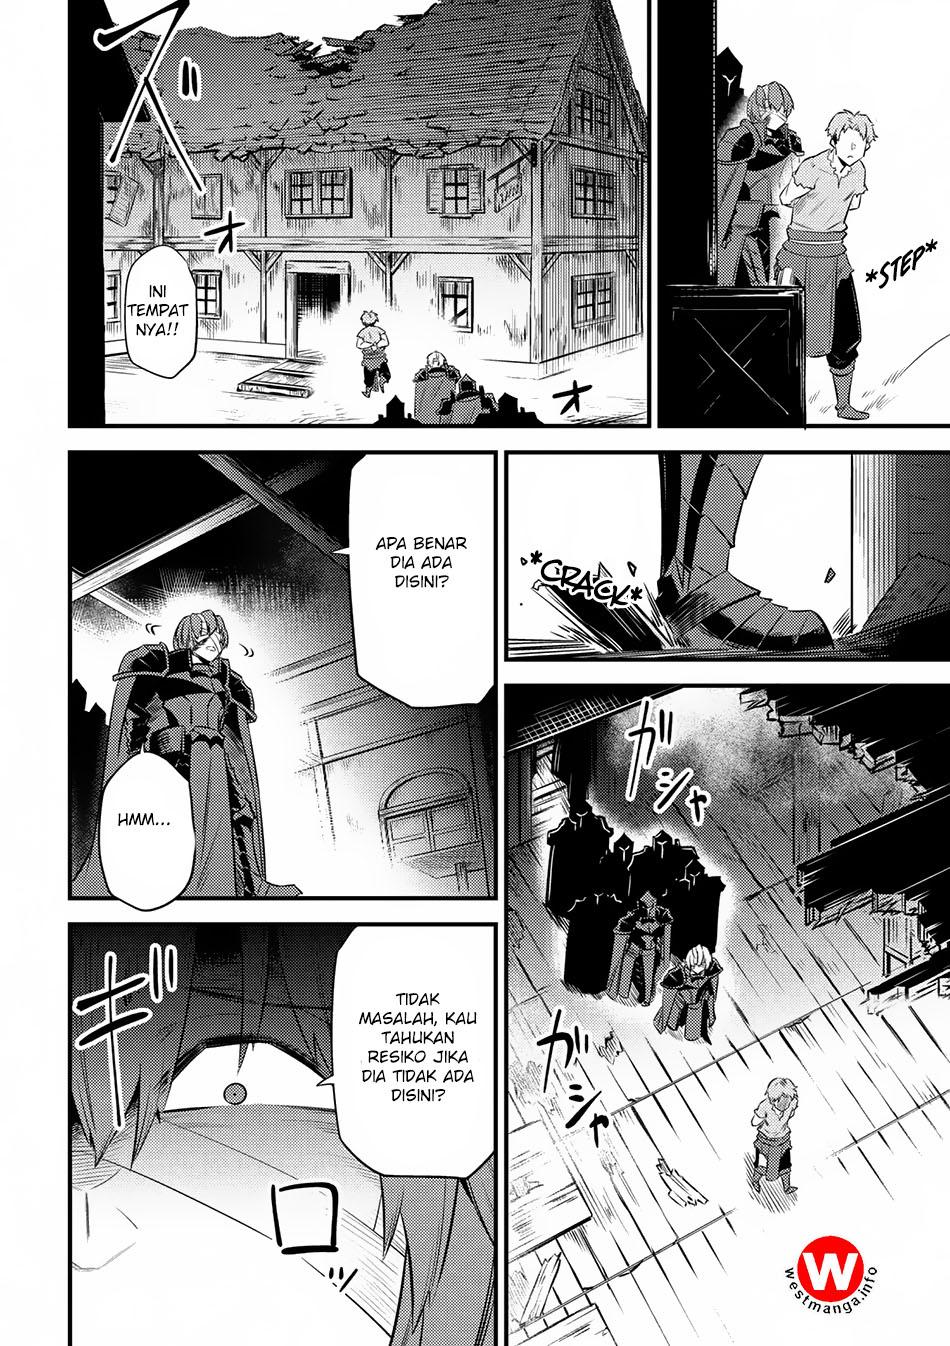 *STEP*
ズ
オ
オ
INI
TEMPAT
NYA!!
*CRACK*
APA BENAR
DIA ADA
DISINI?
HMM...
ガシャ
ガシャ
TIDAK
MASALAH, KAU
TAHUKAN
RESIKO JIKA
DIA TIDAK ADA
DISINI?
ギ
ロッ
W
westmanga.info